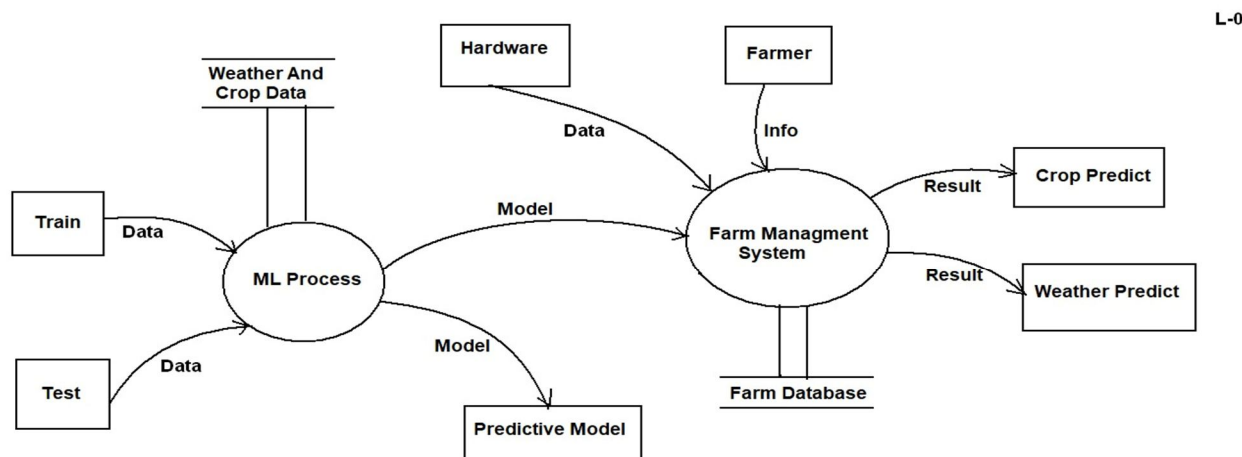 L-0
Hardware
Farmer
Weather And
Crop Data
Data
Info
Crop Predict
Result
Train
Data
Model
Farm Managment
System
ML Process
Result
Weather Predict
Model
Data
Test
Farm Database
Predictive Model